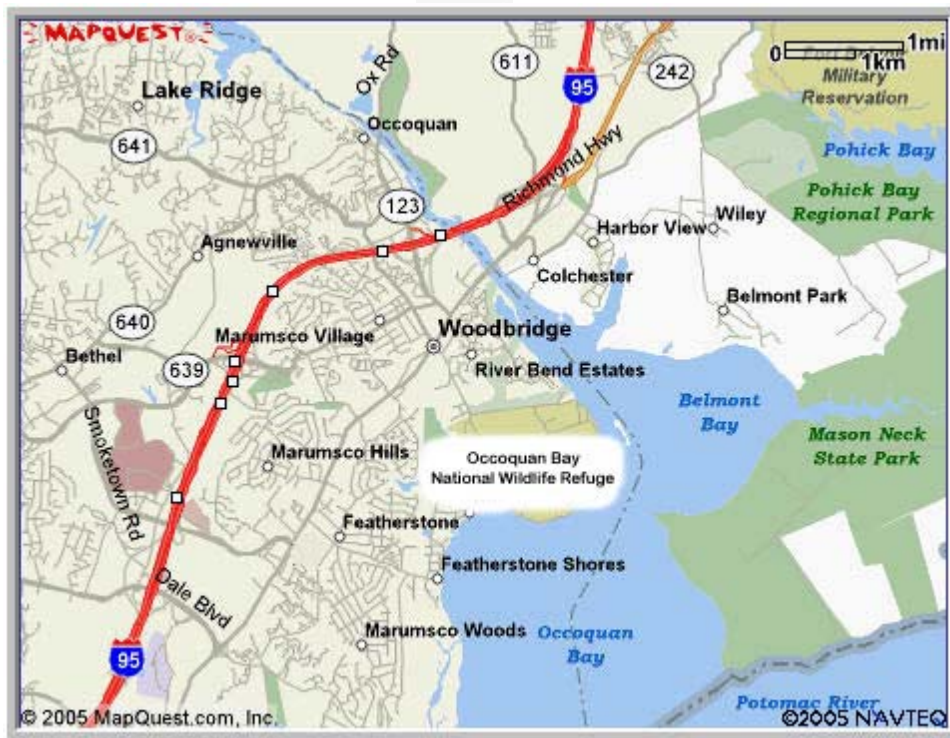 MAPQUEST
Lake Ridge
Ox Rd
611
95
242
1mi
1km
Military
Reservation
641
Occoquan
Pohick Bay
Richmond Hwy
Pohick Bay
Regional Park
123
Wiley
Harbor View
Agnewville
Colchester
Belmont Park
640
Marumsco Village
Woodbridge
Bethel
639
River Bend Estates
Belmont
Bay
Smoketown Rd
Marumsco Hills
Occoquan Bay
National Wildlife Refuge
Mason Neck
State Park
Featherstone
Featherstone Shores
Dale Blvd
Marumsco Woods
Occoquan
Bay
95
Potomac River
© 2005 MapQuest.com, Inc.
©2005 NAVTEQ